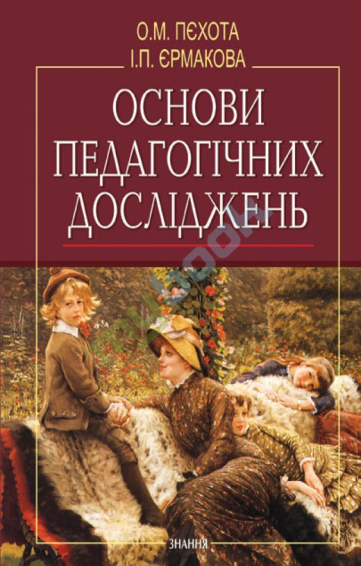 О.М. ПЄХОТА
І.П. ЄРМАКОВА
ОСНОВИ
ПЕДАГОГІЧНИХ
ДОСЛІДЖЕНЬ
ЗНАННЯ